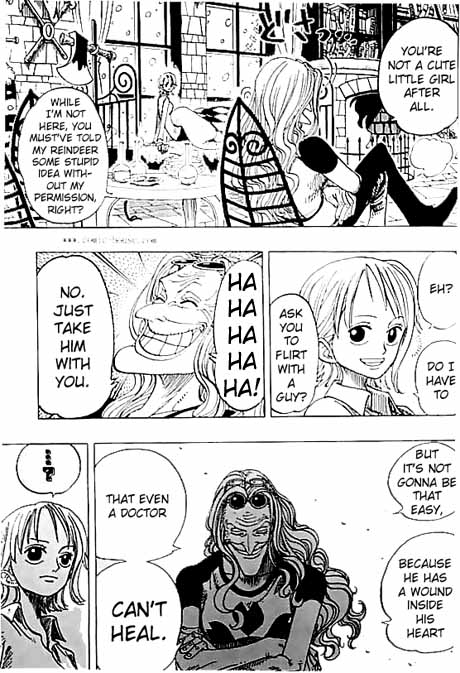 YOU'RE
NOT A CUTE
LITTLE GIRL
AFTER
ALL.
WHILE
I'M NOT
HERE, YOU
MUST'VE TOLD
MY REINDEER
SOME STUPID
IDEA WITH-
OUT MY
PERMISSION,
RIGHT?
EH?
DO I
HAVE
TO
ASK
YOU TO
FLIRT
WITH
A
GUY?
HA
HA
HA
HA
HA!
NO.
JUST
TAKE
HIM
WITH
YOU.
BUT
IT'S NOT
GONNA BE
THAT
EASY,
BECAUSE
HE HAS
A WOUND
INSIDE
HIS
HEART
THAT EVEN
A DOCTOR
CAN'T
HEAL.
...?